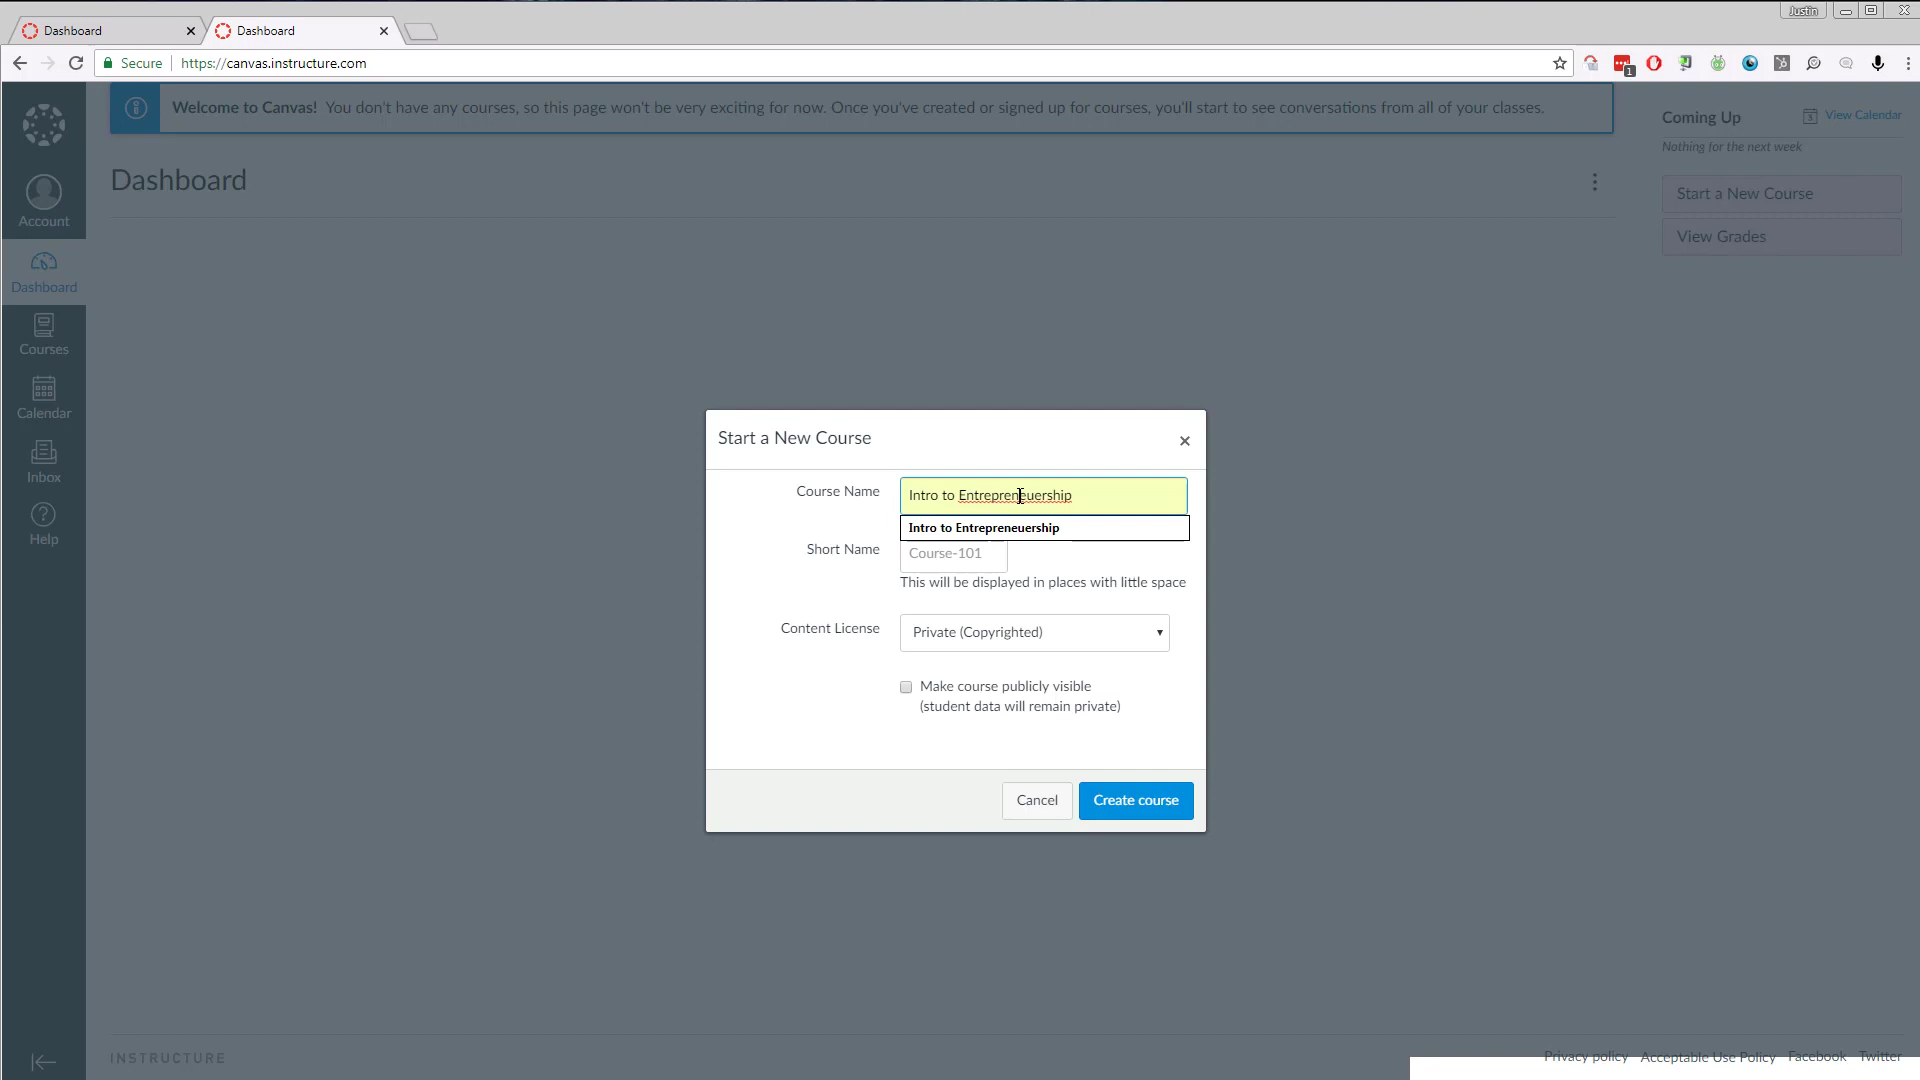 Justin
Dashboard
Dashboard
Secure
https://canvas.instructure.com
1
Welcome to Canvas! You don't have any courses, so this page won't be very exciting for now. Once you've created or signed up for courses, you'll start to see conversations from all of your classes.
Coming Up
View Calendar
Nothing for the next week
Start a New Course
View Grades
Dashboard
Account
Dashboard
Courses
Calendar
Inbox
Help
Start a New Course
Course Name
Intro to Entrepreneuership
Intro to Entrepreneuership
Short Name
Course-101
This will be displayed in places with little space
Content License
Private (Copyrighted)
Make course publicly visible
(student data will remain private)
Cancel
Create course
INSTRUCTURE
Privacy policy
Acceptable Use Policy
Facebook
Twitter